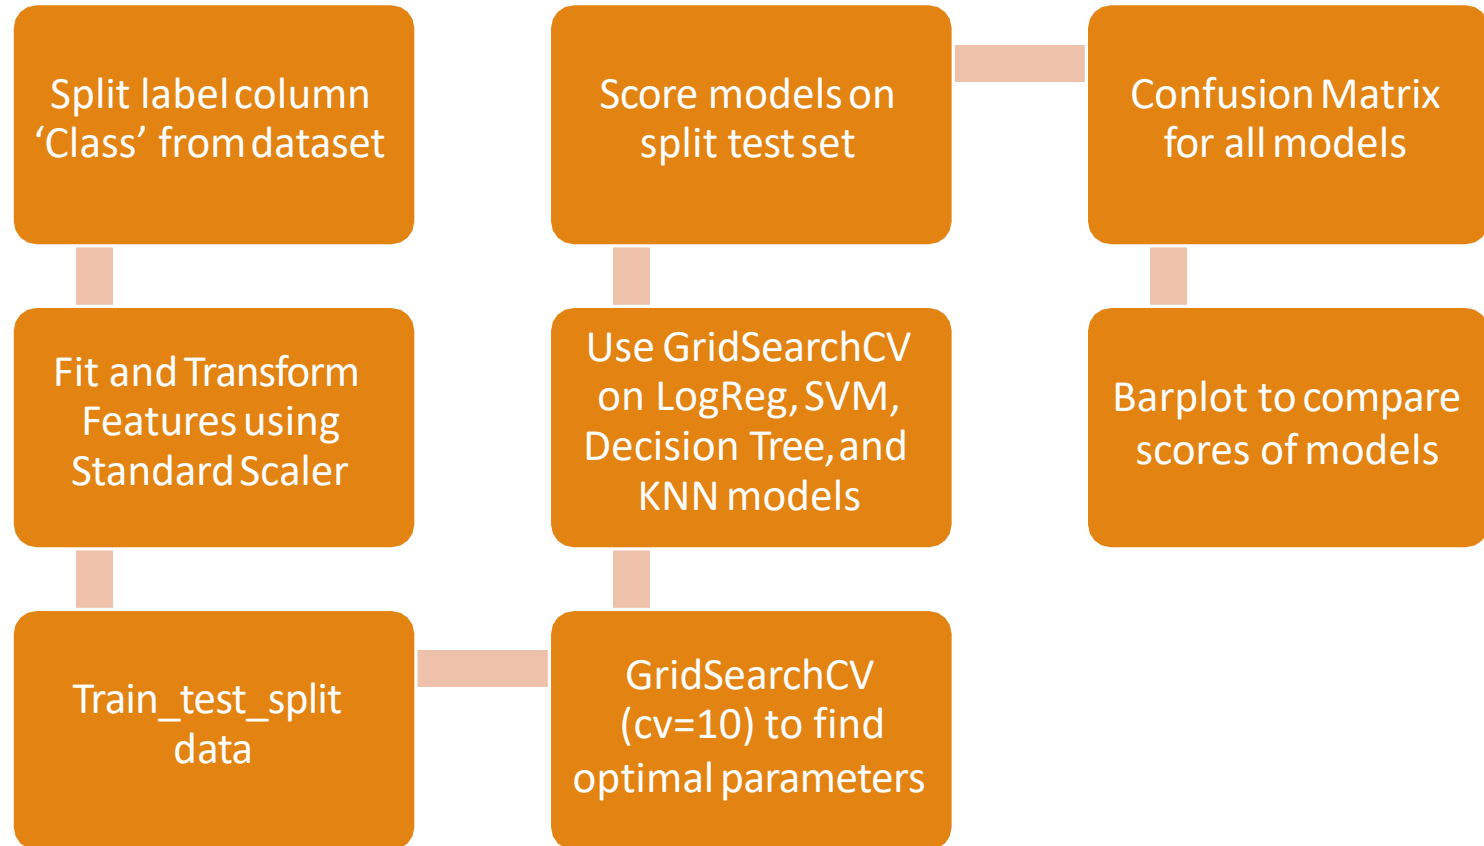 Split label column
‘Class’ from dataset
Fit and Transform
Features using
Standard Scaler
Train_test_split
data
GridSearchCV
(cv=10) to find
optimal parameters
Use GridSearchCV
on LogReg, SVM,
Decision Tree, and
KNN models
Score models on
split test set
Confusion Matrix
for all models
Barplot to compare
scores of models